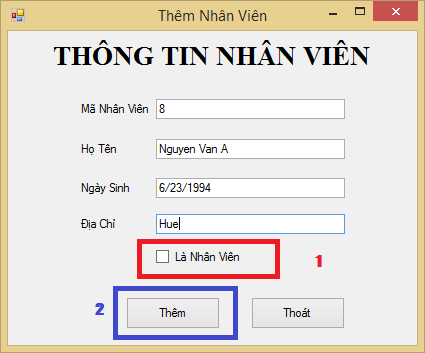 Thêm Nhân Viên
THÔNG TIN NHÂN VIÊN
Mã Nhân Viên 8
Họ Tên Nguyen Van A
Ngày Sinh 6/23/1994
Địa Chỉ Hue
Là Nhân Viên 1
2 Thêm Thoát